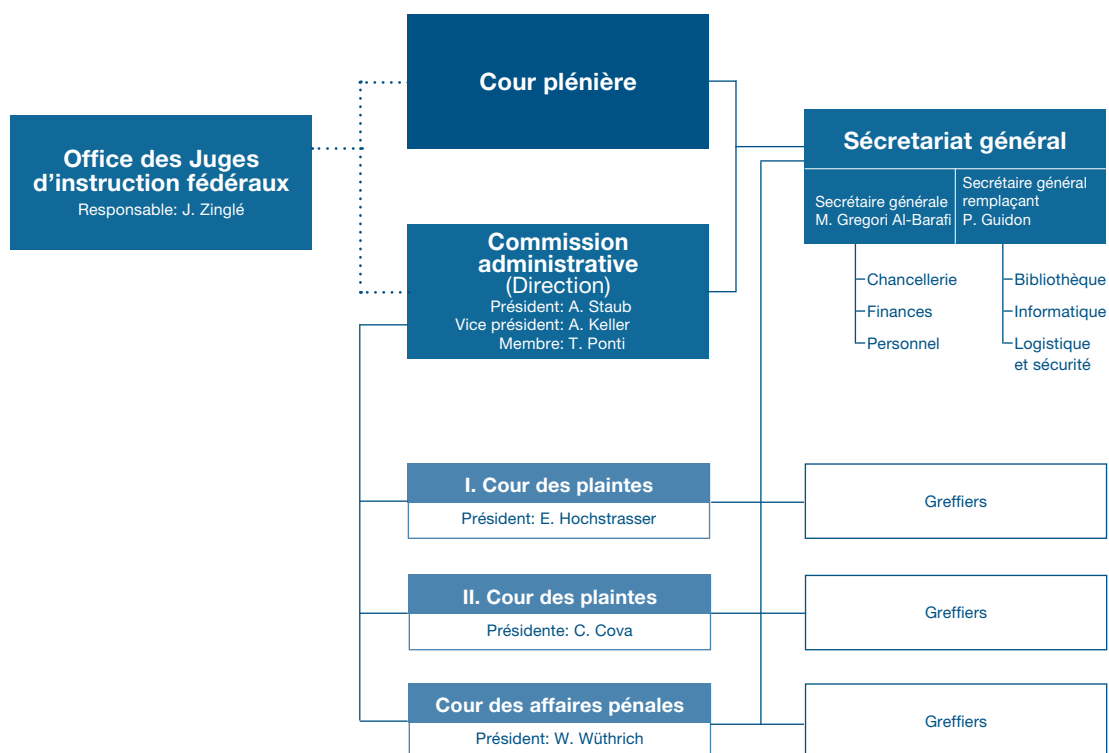 Cour plénière
Office des Juges
d'instruction fédéraux
Responsable: J. Zinglé
Sécretariat général
Secrétaire générale
M. Gregori Al-Barafi
Secrétaire général
remplaçant
P. Guidon
Commission
administrative
(Direction)
Président: A. Staub
Vice président: A. Keller
Membre: T. Ponti
Chancellerie
Finances
Personnel
Bibliothèque
Informatique
Logistique
et sécurité
I. Cour des plaintes
Président: E. Hochstrasser
Greffiers
II. Cour des plaintes
Présidente: C. Cova
Greffiers
Cour des affaires pénales
Président: W. Wüthrich
Greffiers